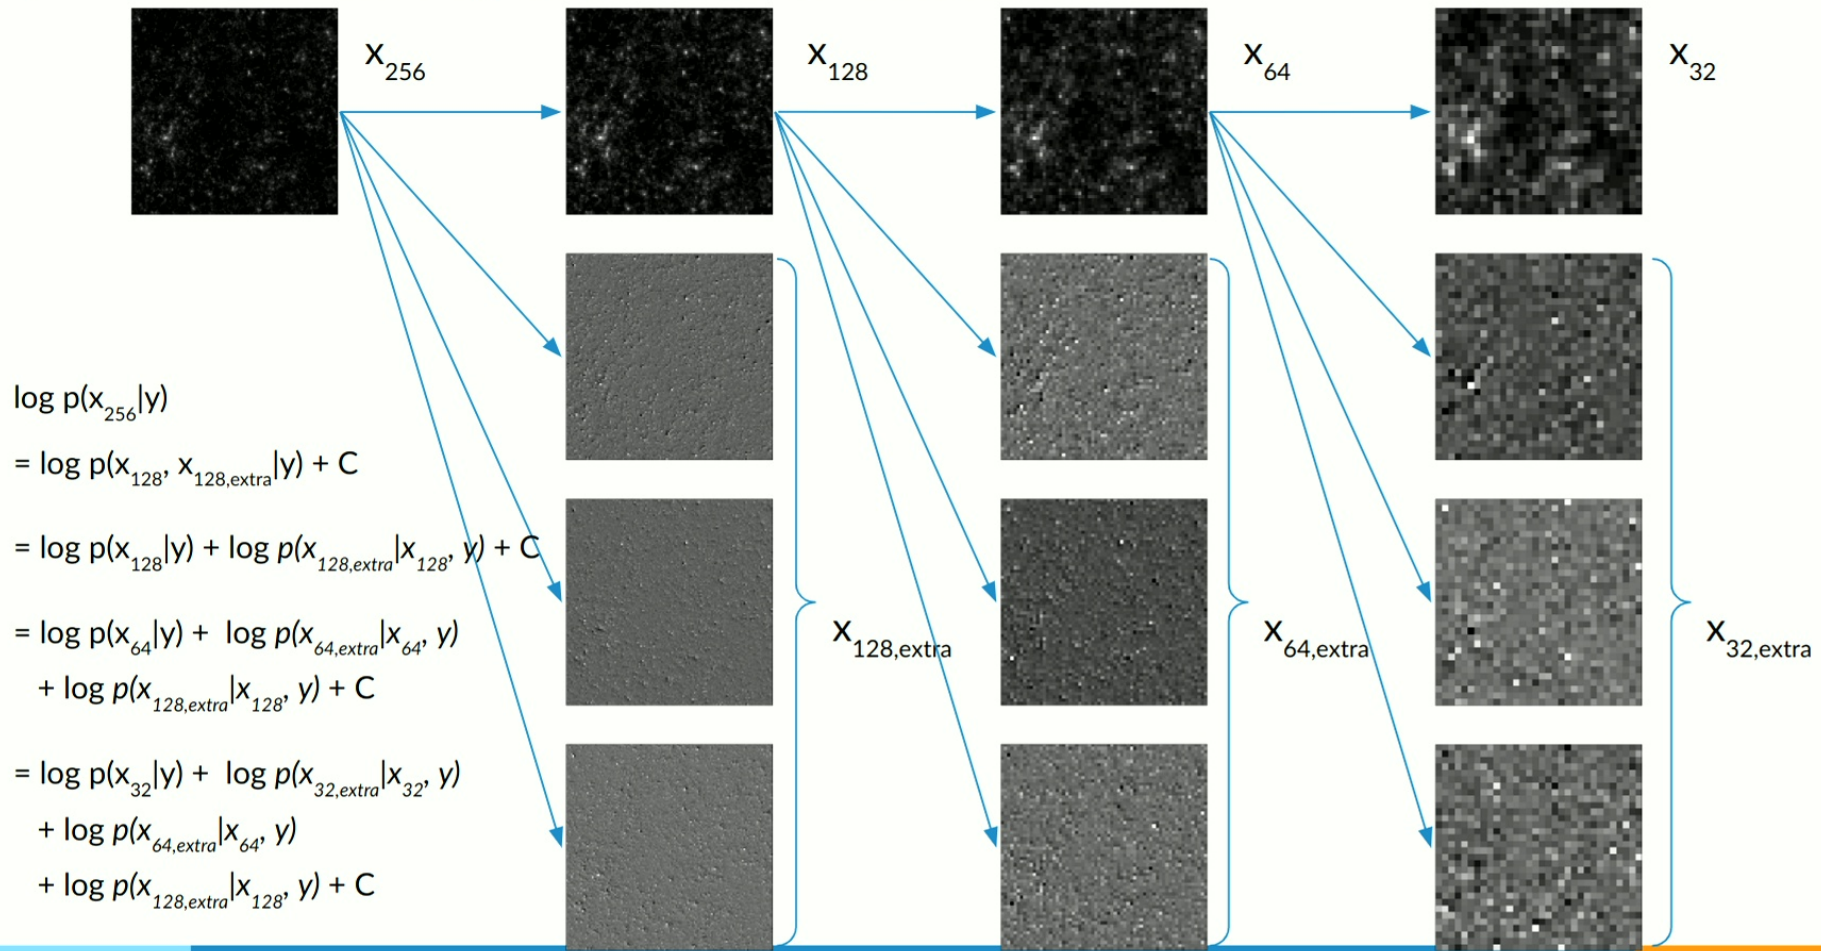 x256
x128
x64
x32
log p(x256|y)
= log p(x128, x128,extra|y) + C
= log p(x128|y) + log p(x128,extra|x128, y) + C
= log p(x64|y) + log p(x64,extra|x64, y)
+ log p(x128,extra|x128, y) + C
= log p(x32|y) + log p(x32,extra|x32, y)
+ log p(x64,extra|x64, y)
+ log p(x128,extra|x128, y) + C
x128,extra
x64,extra
x32,extra